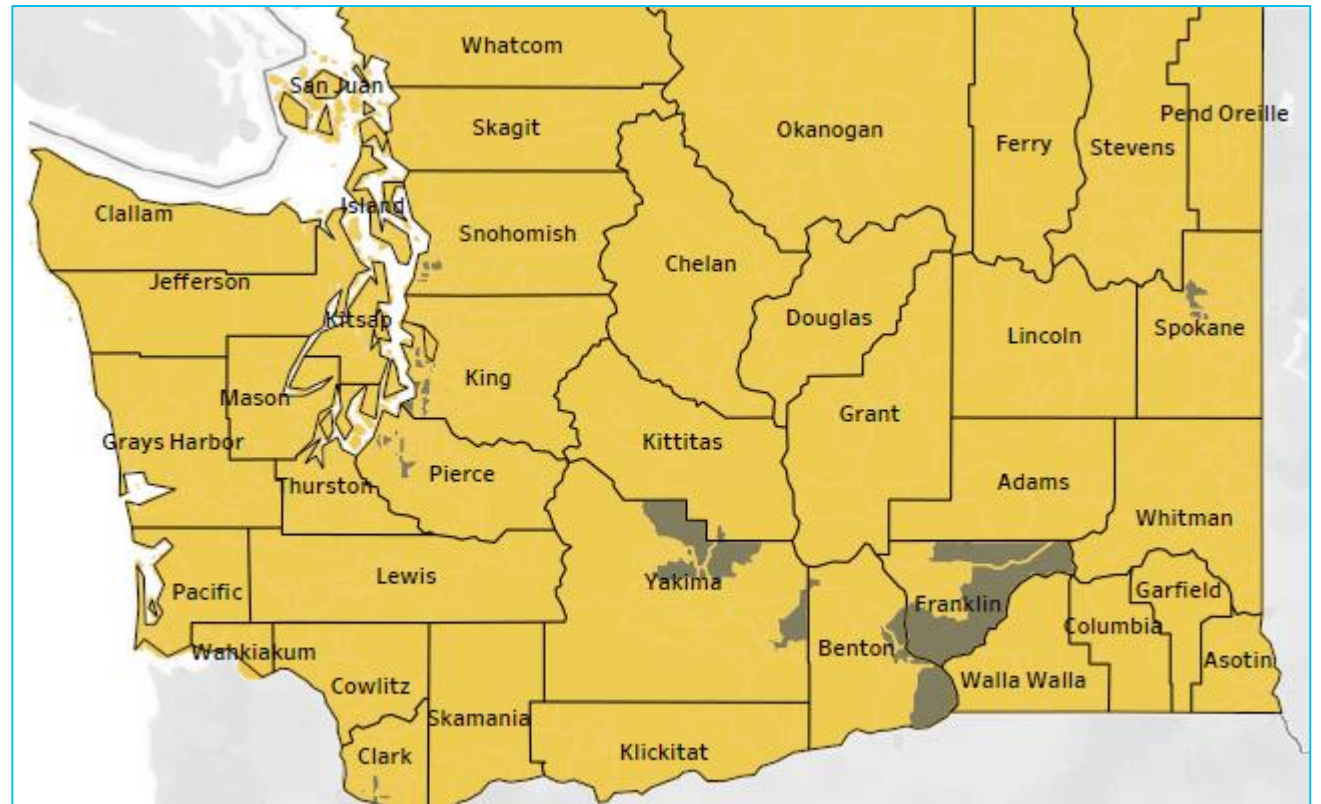 Whatcom
San Juan
Skagit
Okanogan
Ferry
Stevens
Pend Oreille
Clallam
Island
Snohomish
Chelan
Jefferson
Kitsap
Douglas
Lincoln
Spokane
King
Mason
Grant
Grays Harbor
Kittitas
Pierce
Thurston
Adams
Whitman
Lewis
Yakima
Pacific
Franklin
Garfield
Columbia
Benton
Wahkiakum
Asotin
Walla Walla
Cowlitz
Skamania
Klickitat
Clark